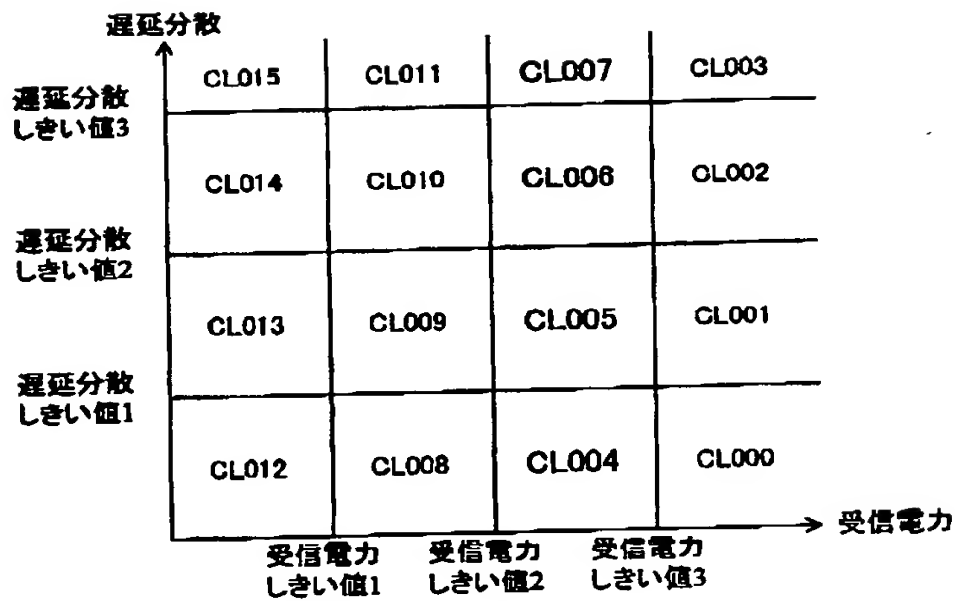 遅延分散
CL015 CL011 CL007 CL003
遅延分散
しきい値3
CL014 CL010 CL006 CL002
遅延分散
しきい値2
CL013 CL009 CL005 CL001
遅延分散
しきい値1
CL012 CL008 CL004 CL000
受信電力
受信電力 受信電力 受信電力
しきい値1 しきい値2 しきい値3